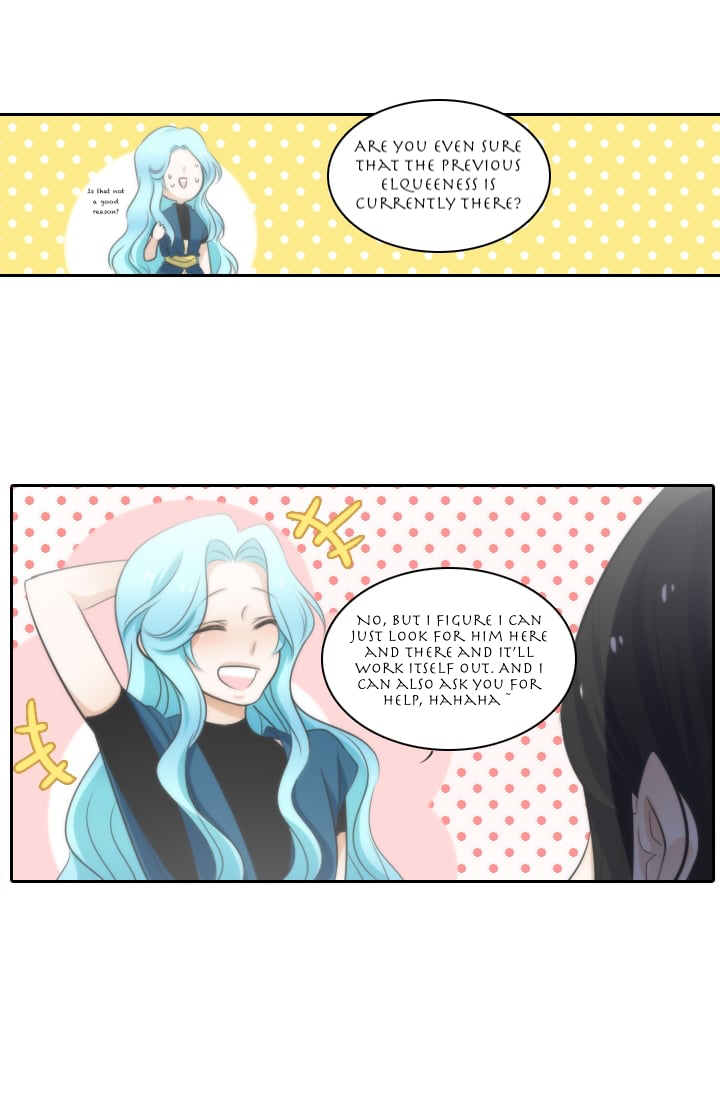 Is that not
a good
reason?
ARE YOU EVEN SURE
THAT THE PREVIOUS
ELQUEENESS IS
CURRENTLY THERE?
NO, BUT I FIGURE I CAN
JUST LOOK FOR HIM HERE
AND THERE AND IT'LL
WORK ITSELF OUT. AND I
CAN ALSO ASK YOU FOR
HELP, HAHAHA~